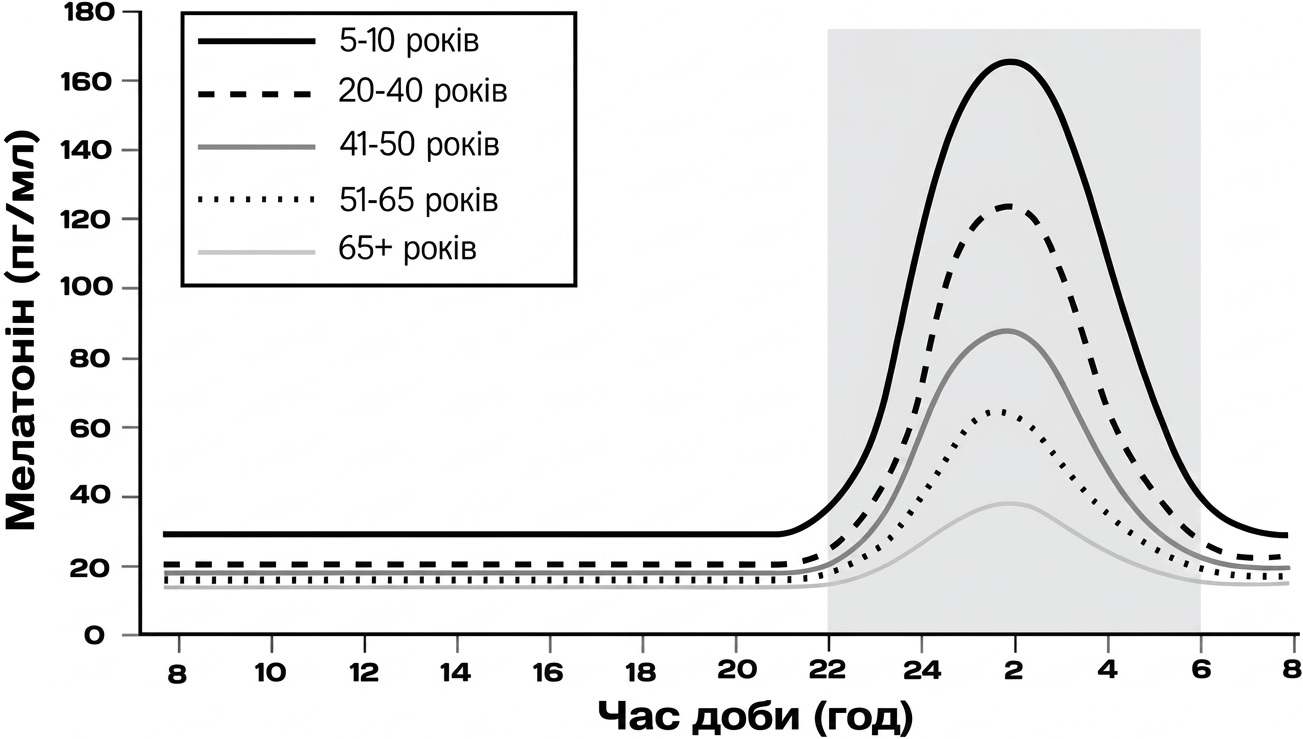 Мелатонін (пг/мл)
180
160
140
120
100
80
60
40
20
0
5-10 років
20-40 років
41-50 років
51-65 років
65+ років
8 10 12 14 16 18 20 22 24 2 4 6 8
Час доби (год)